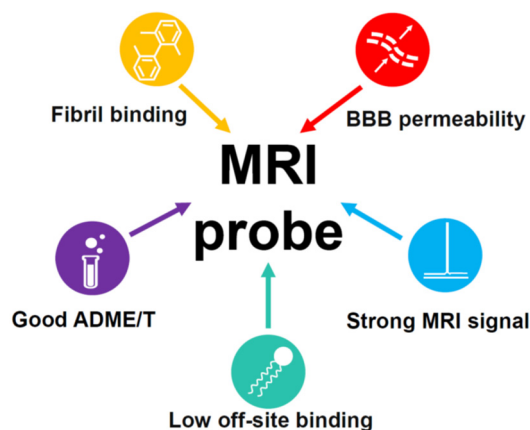 Fibril binding
BBB permeability
MRI
probe
Good ADME/T
Strong MRI signal
Low off-site binding